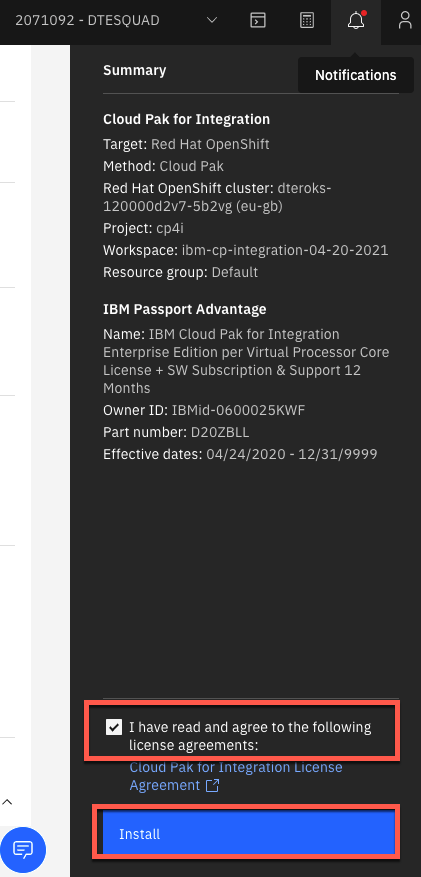 2071092 - DTESQUAD
Notifications
Summary
Cloud Pak for Integration
Target: Red Hat OpenShift
Method: Cloud Pak
Red Hat OpenShift cluster: dteroks-
120000d2v7-5b2vg (eu-gb)
Project: cp4i
Workspace: ibm-cp-integration-04-20-2021
Resource group: Default
IBM Passport Advantage
Name: IBM Cloud Pak for Integration
Enterprise Edition per Virtual Processor Core
License + SW Subscription & Support 12
Months
Owner ID: IBMid-0600025KWF
Part number: D20ZBLL
Effective dates: 04/24/2020 - 12/31/9999
I have read and agree to the following
license agreements:
Cloud Pak for Integration License
Agreement
Install